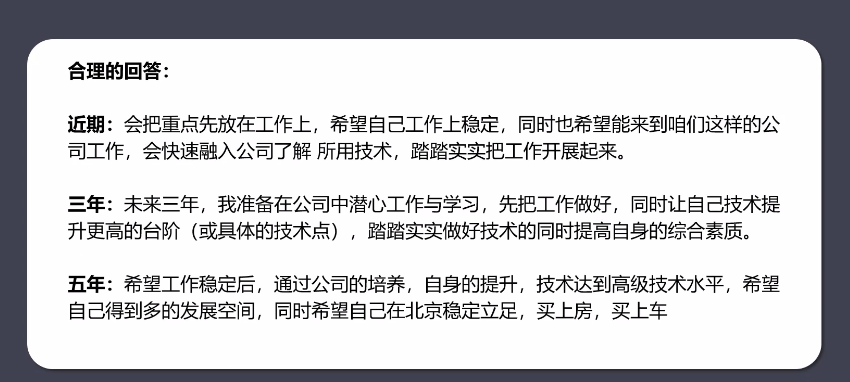 合理的回答：
近期：会把重点先放在工作上，希望自己工作上稳定，同时也希望能来到咱们这样的公
司工作，会快速融入公司了解 所用技术，踏踏实实把工作开展起来。
三年：未来三年，我准备在公司中潜心工作与学习，先把工作做好，同时让自己技术提
升更高的台阶（或具体的技术点），踏踏实实做好技术的同时提高自身的综合素质。
五年：希望工作稳定后，通过公司的培养，自身的提升，技术达到高级技术水平，希望
自己得到多的发展空间，同时希望自己在北京稳定立足，买上房，买上车